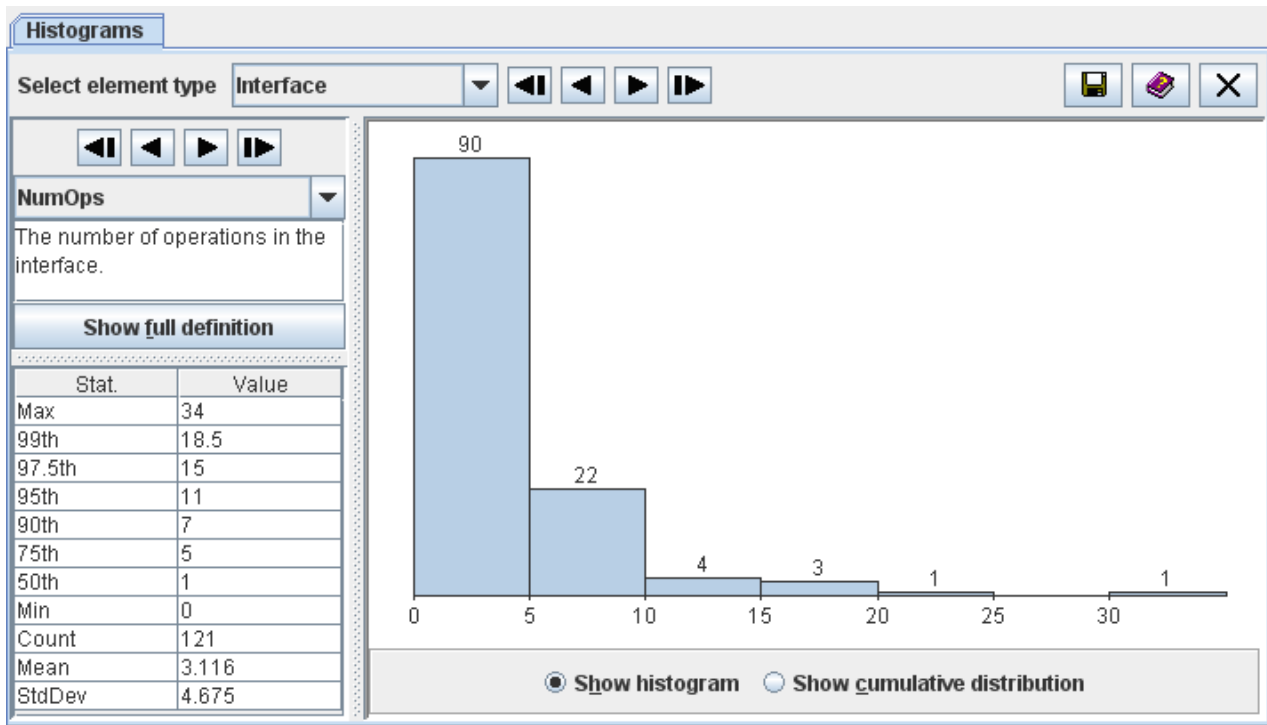 Histograms
Select element type Interface
NumOps
The number of operations in the
interface.
Show full definition
Stat. Value
Max 34
99th 18.5
97.5th 15
95th 11
90th 7
75th 5
50th 1
Min 0
Count 121
Mean 3.116
StdDev 4.675
90
22
4
3
1
1
0 5 10 15 20 25 30
Show histogram Show cumulative distribution